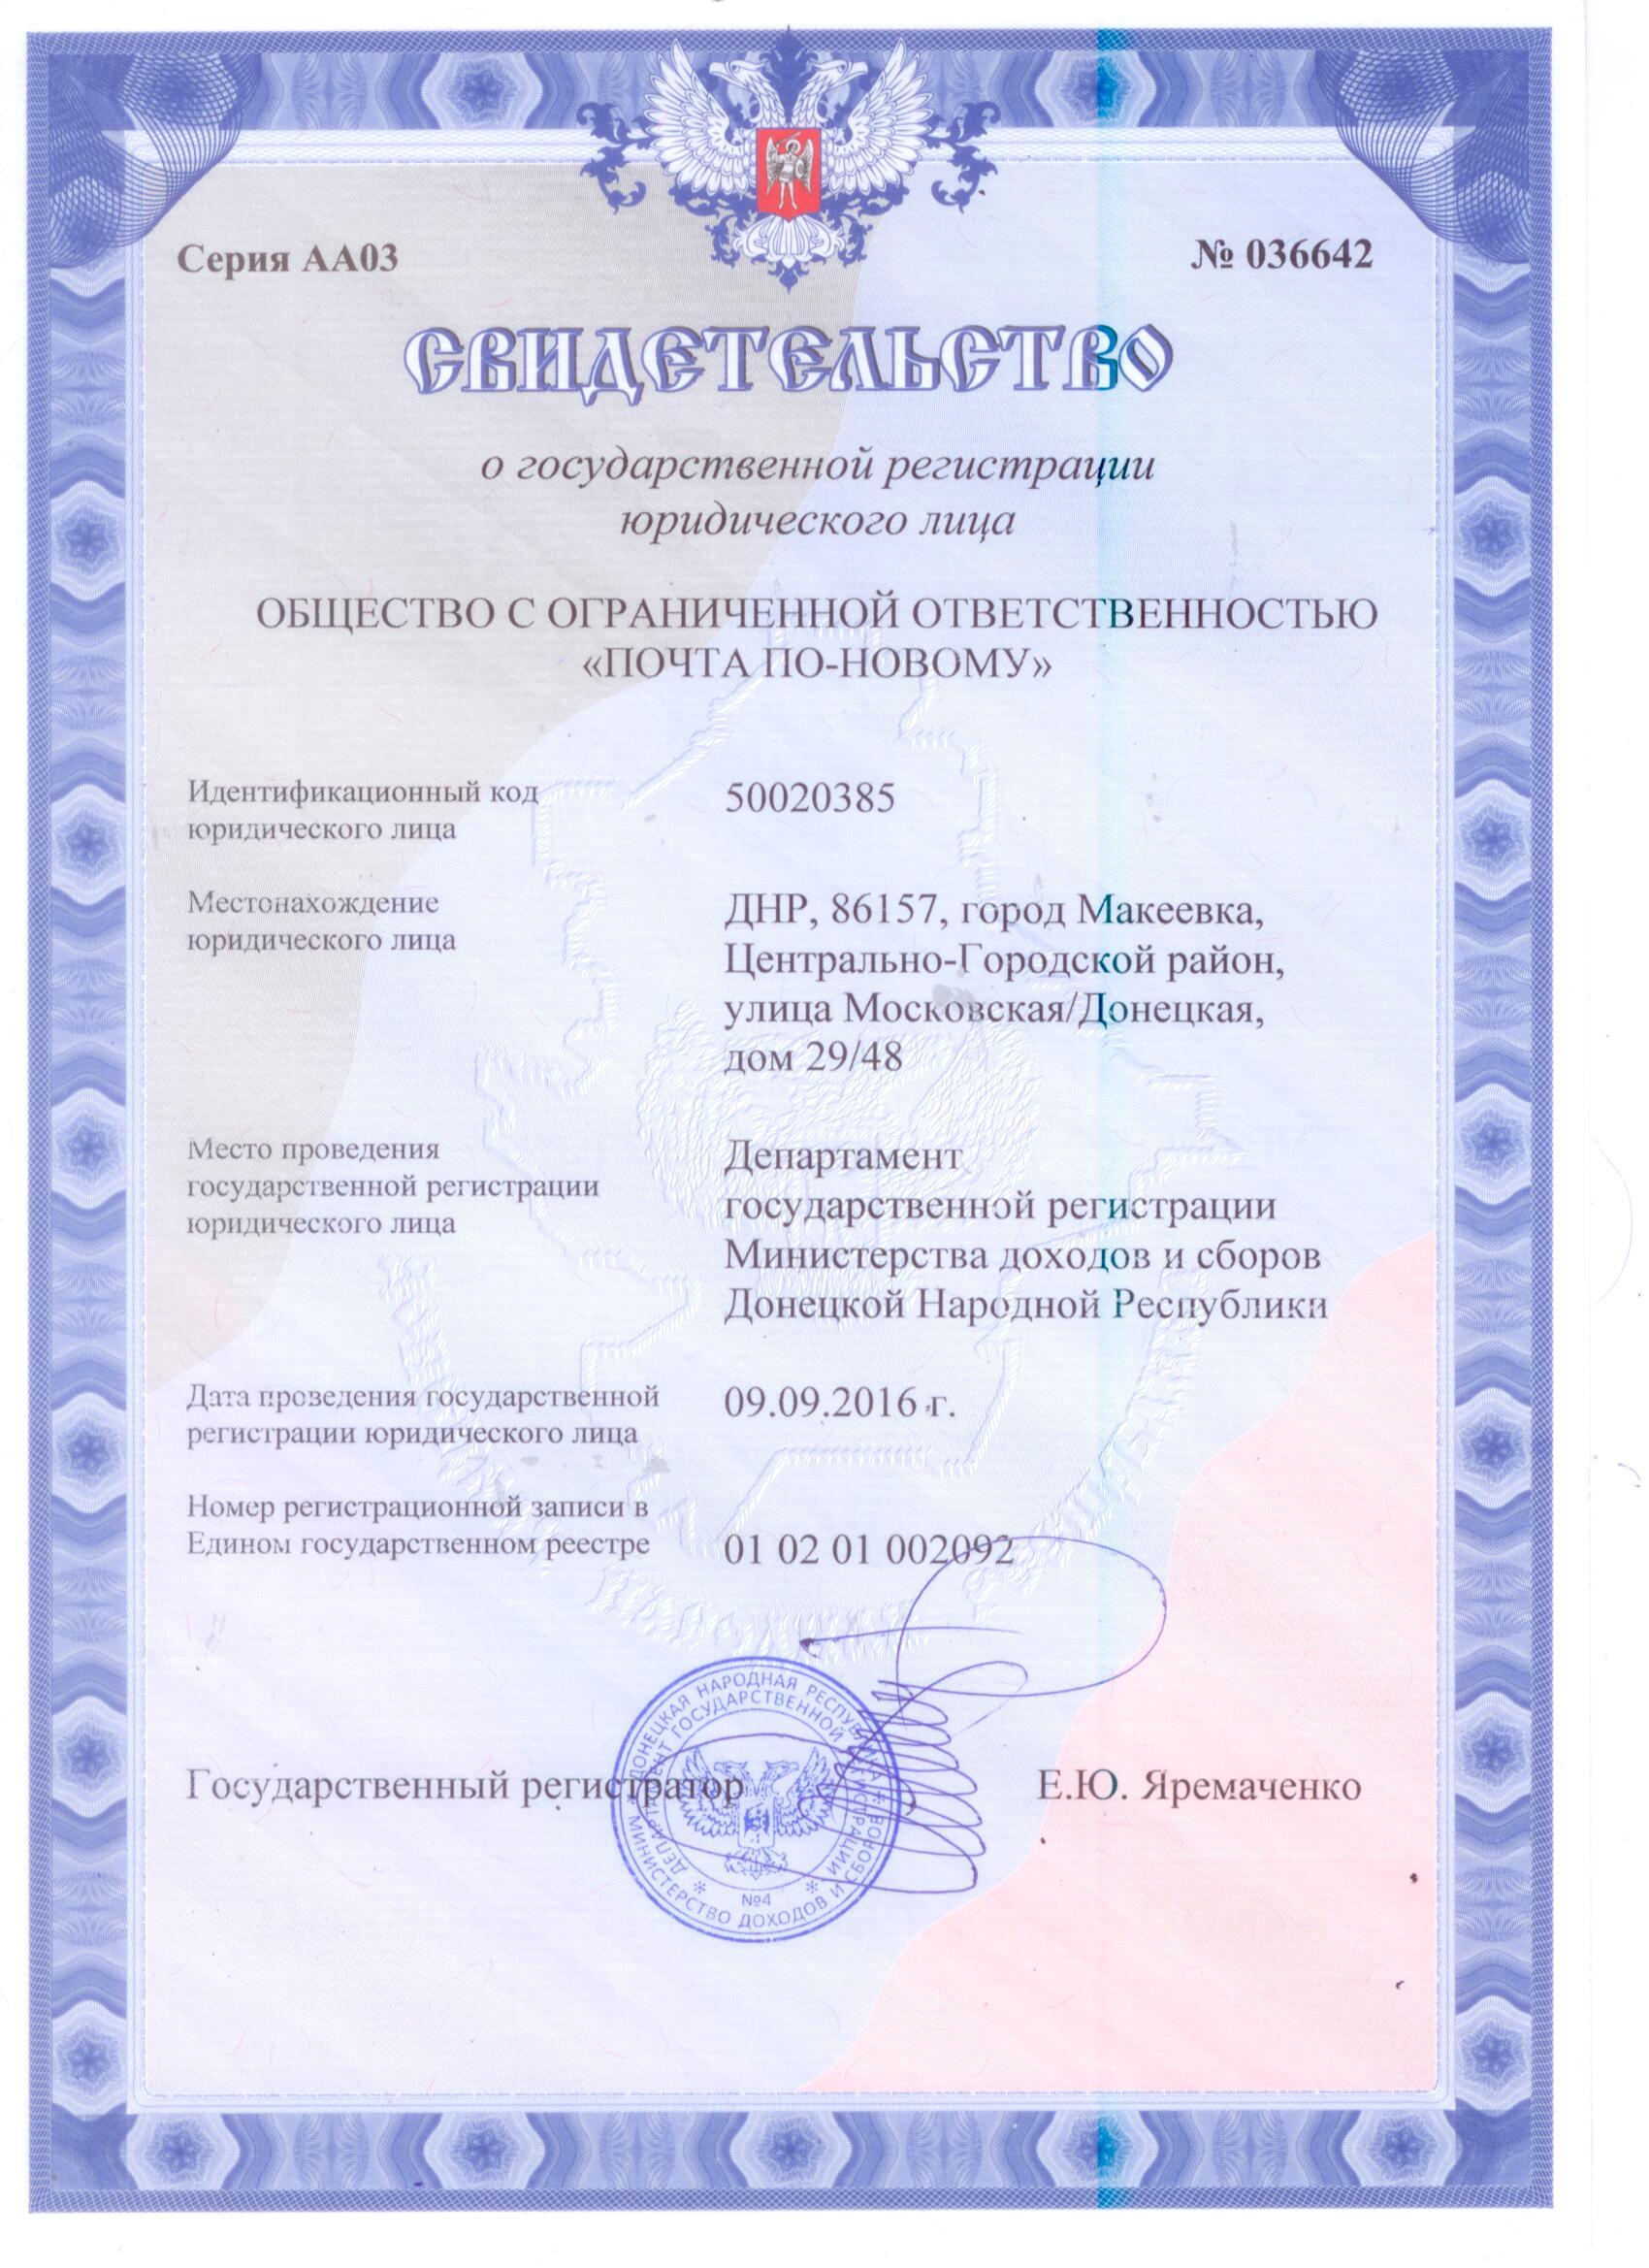 Серия АА03
№ 036642
СВИДЕТЕЛЬСТВО
о государственной регистрации
юридического лица
ОБЩЕСТВО С ОГРАНИЧЕННОЙ ОТВЕТСТВЕННОСТЬЮ
«ПОЧТА ПО-НОВОМУ»
Идентификационный код
юридического лица
50020385
Местонахождение
юридического лица
ДНР, 86157, город Макеевка,
Центрально-Городской район,
улица Московская/Донецкая,
дом 29/48
Место проведения
государственной регистрации
юридического лица
Департамент
государственной регистрации
Министерства доходов и сборов
Донецкой Народной Республики
Дата проведения государственной
регистрации юридического лица
09.09.2016 г.
Номер регистрационной записи в
Едином государственном реестре
01 02 01 002092
Государственный регистратор
Е.Ю. Яремаченко
ДОНЕЦКАЯ НАРОДНАЯ РЕСПУБЛИКА
МИНИСТЕРСТВО ДОХОДОВ И СБОРОВ
ДЕПАРТАМЕНТ ГОСУДАРСТВЕННОЙ РЕГИСТРАЦИИ
№4